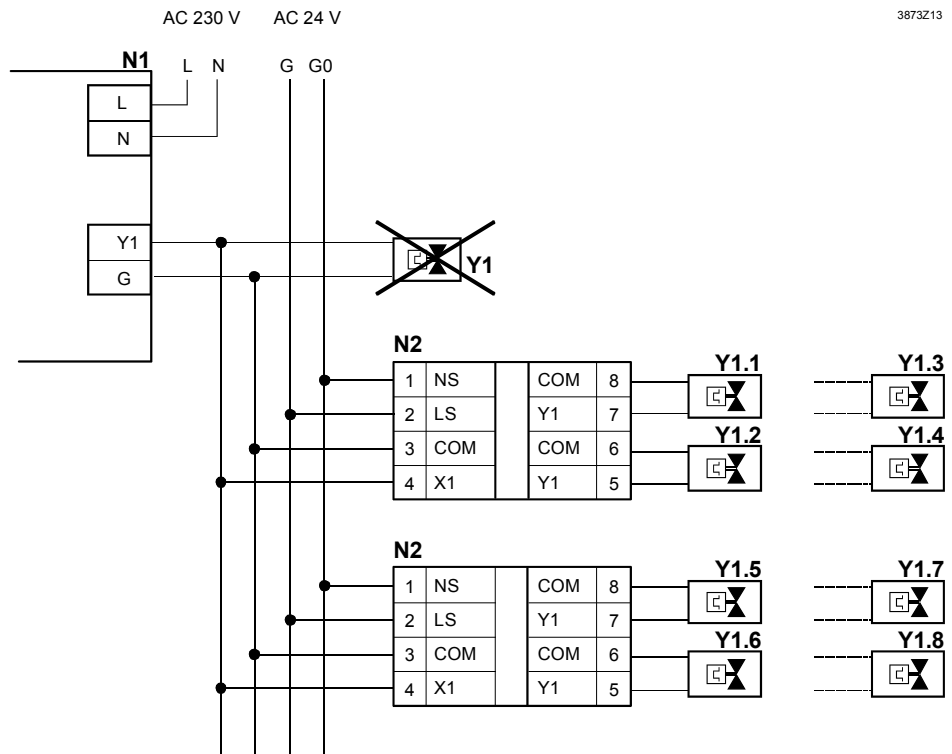 AC 230 V AC 24 V 3873Z13
N1 L N G G0
L
N
Y1
G
Y1
N2
Y1.1 Y1.3
1 NS COM 8
2 LS Y1 7
Y1.2 Y1.4
3 COM COM 6
4 X1 Y1 5
N2
Y1.5 Y1.7
1 NS COM 8
2 LS Y1 7
Y1.6 Y1.8
3 COM COM 6
4 X1 Y1 5